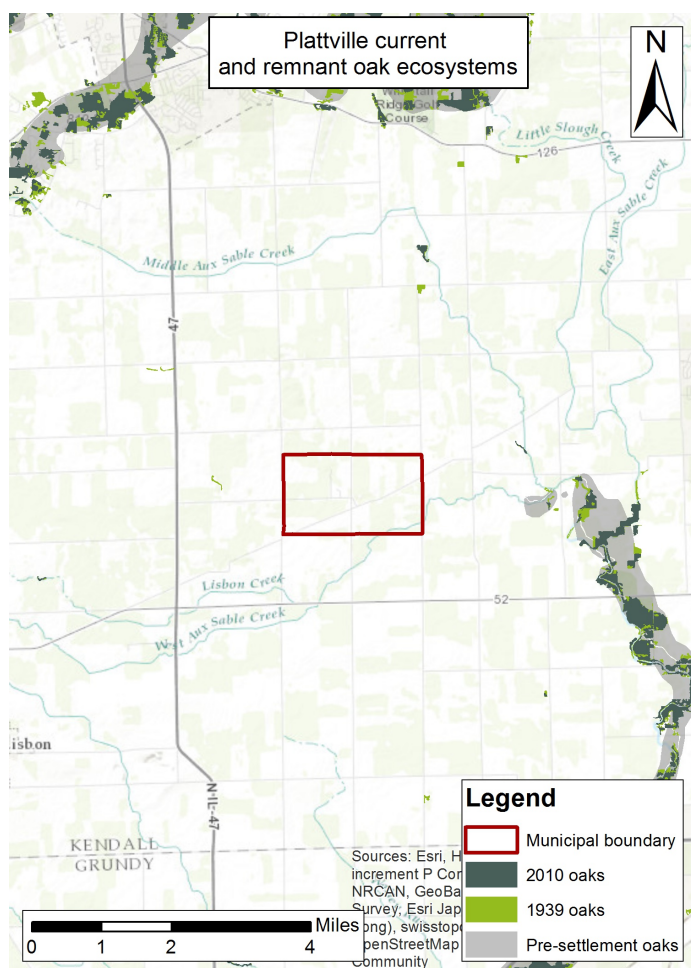 Plattville current
and remnant oak ecosystems
N
Ridge Golf
Course
Little Slough Creek
126
East Aux Sable Creek
Middle Aux Sable Creek
47
Lisbon Creek
52
West Aux Sable Creek
isbon
N-IL-47
KENDALL
GRUNDY
Legend
Municipal boundary
2010 oaks
1939 oaks
Pre-settlement oaks
Sources: Esri, H
increment P Cor
NRCAN, GeoBa
Survey, Esri Jap
ong), swisstopo
penStreetMap
Community
Miles
0 1 2 4